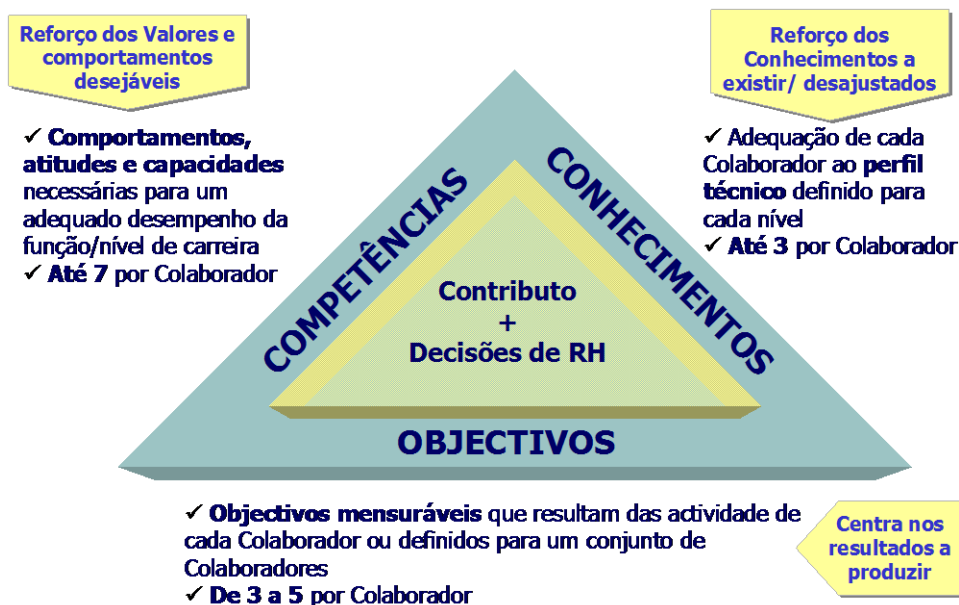 Reforço dos Valores e
comportamentos
desejáveis
✓ Comportamentos,
atitudes e capacidades
necessárias para um
adequado desempenho da
função/nível de carreira
✓ Até 7 por Colaborador
Reforço dos
Conhecimentos a
existir/ desajustados
✓ Adequação de cada
Colaborador ao perfil
técnico definido para
cada nível
✓ Até 3 por Colaborador
COMPETÊNCIAS
CONHECIMENTOS
Contributo
+
Decisões de RH
OBJECTIVOS
✓ Objectivos mensuráveis que resultam das actividade de
cada Colaborador ou definidos para um conjunto de
Colaboradores
✓ De 3 a 5 por Colaborador
Centra nos
resultados a
produzir